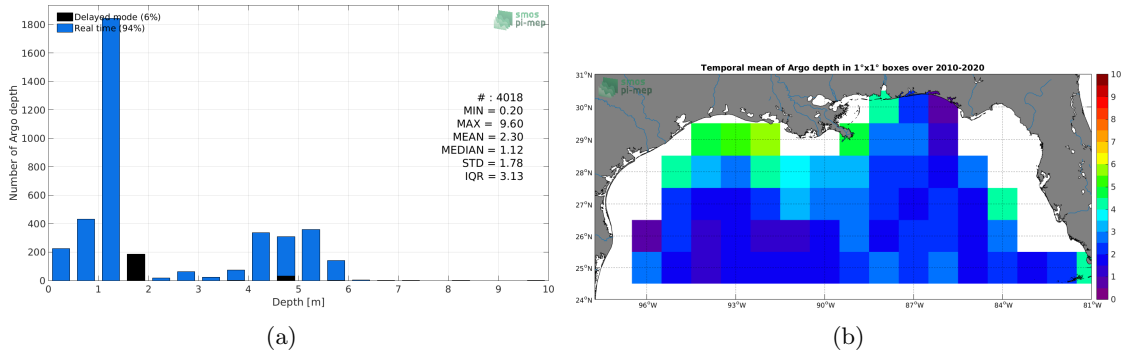 Delayed mode (6%)
Real time (94%)
smos
pi-mep
Number of Argo depth
1800
1600
1400
1200
1000
800
600
400
200
0
# : 4018
MIN = 0.20
MAX = 9.60
MEAN = 2.30
MEDIAN = 1.12
STD = 1.78
IQR = 3.13
0 1 2 3 4 5 6 7 8 9 10
Depth [m]
(a)
Temporal mean of Argo depth in 1°x1° boxes over 2010-2020
smos
pi-mep
31°N
30°N
29°N
28°N
27°N
26°N
25°N
24°N
96°W 93°W 90°W 87°W 84°W 81°W
10
9
8
7
6
5
4
3
2
1
0
(b)